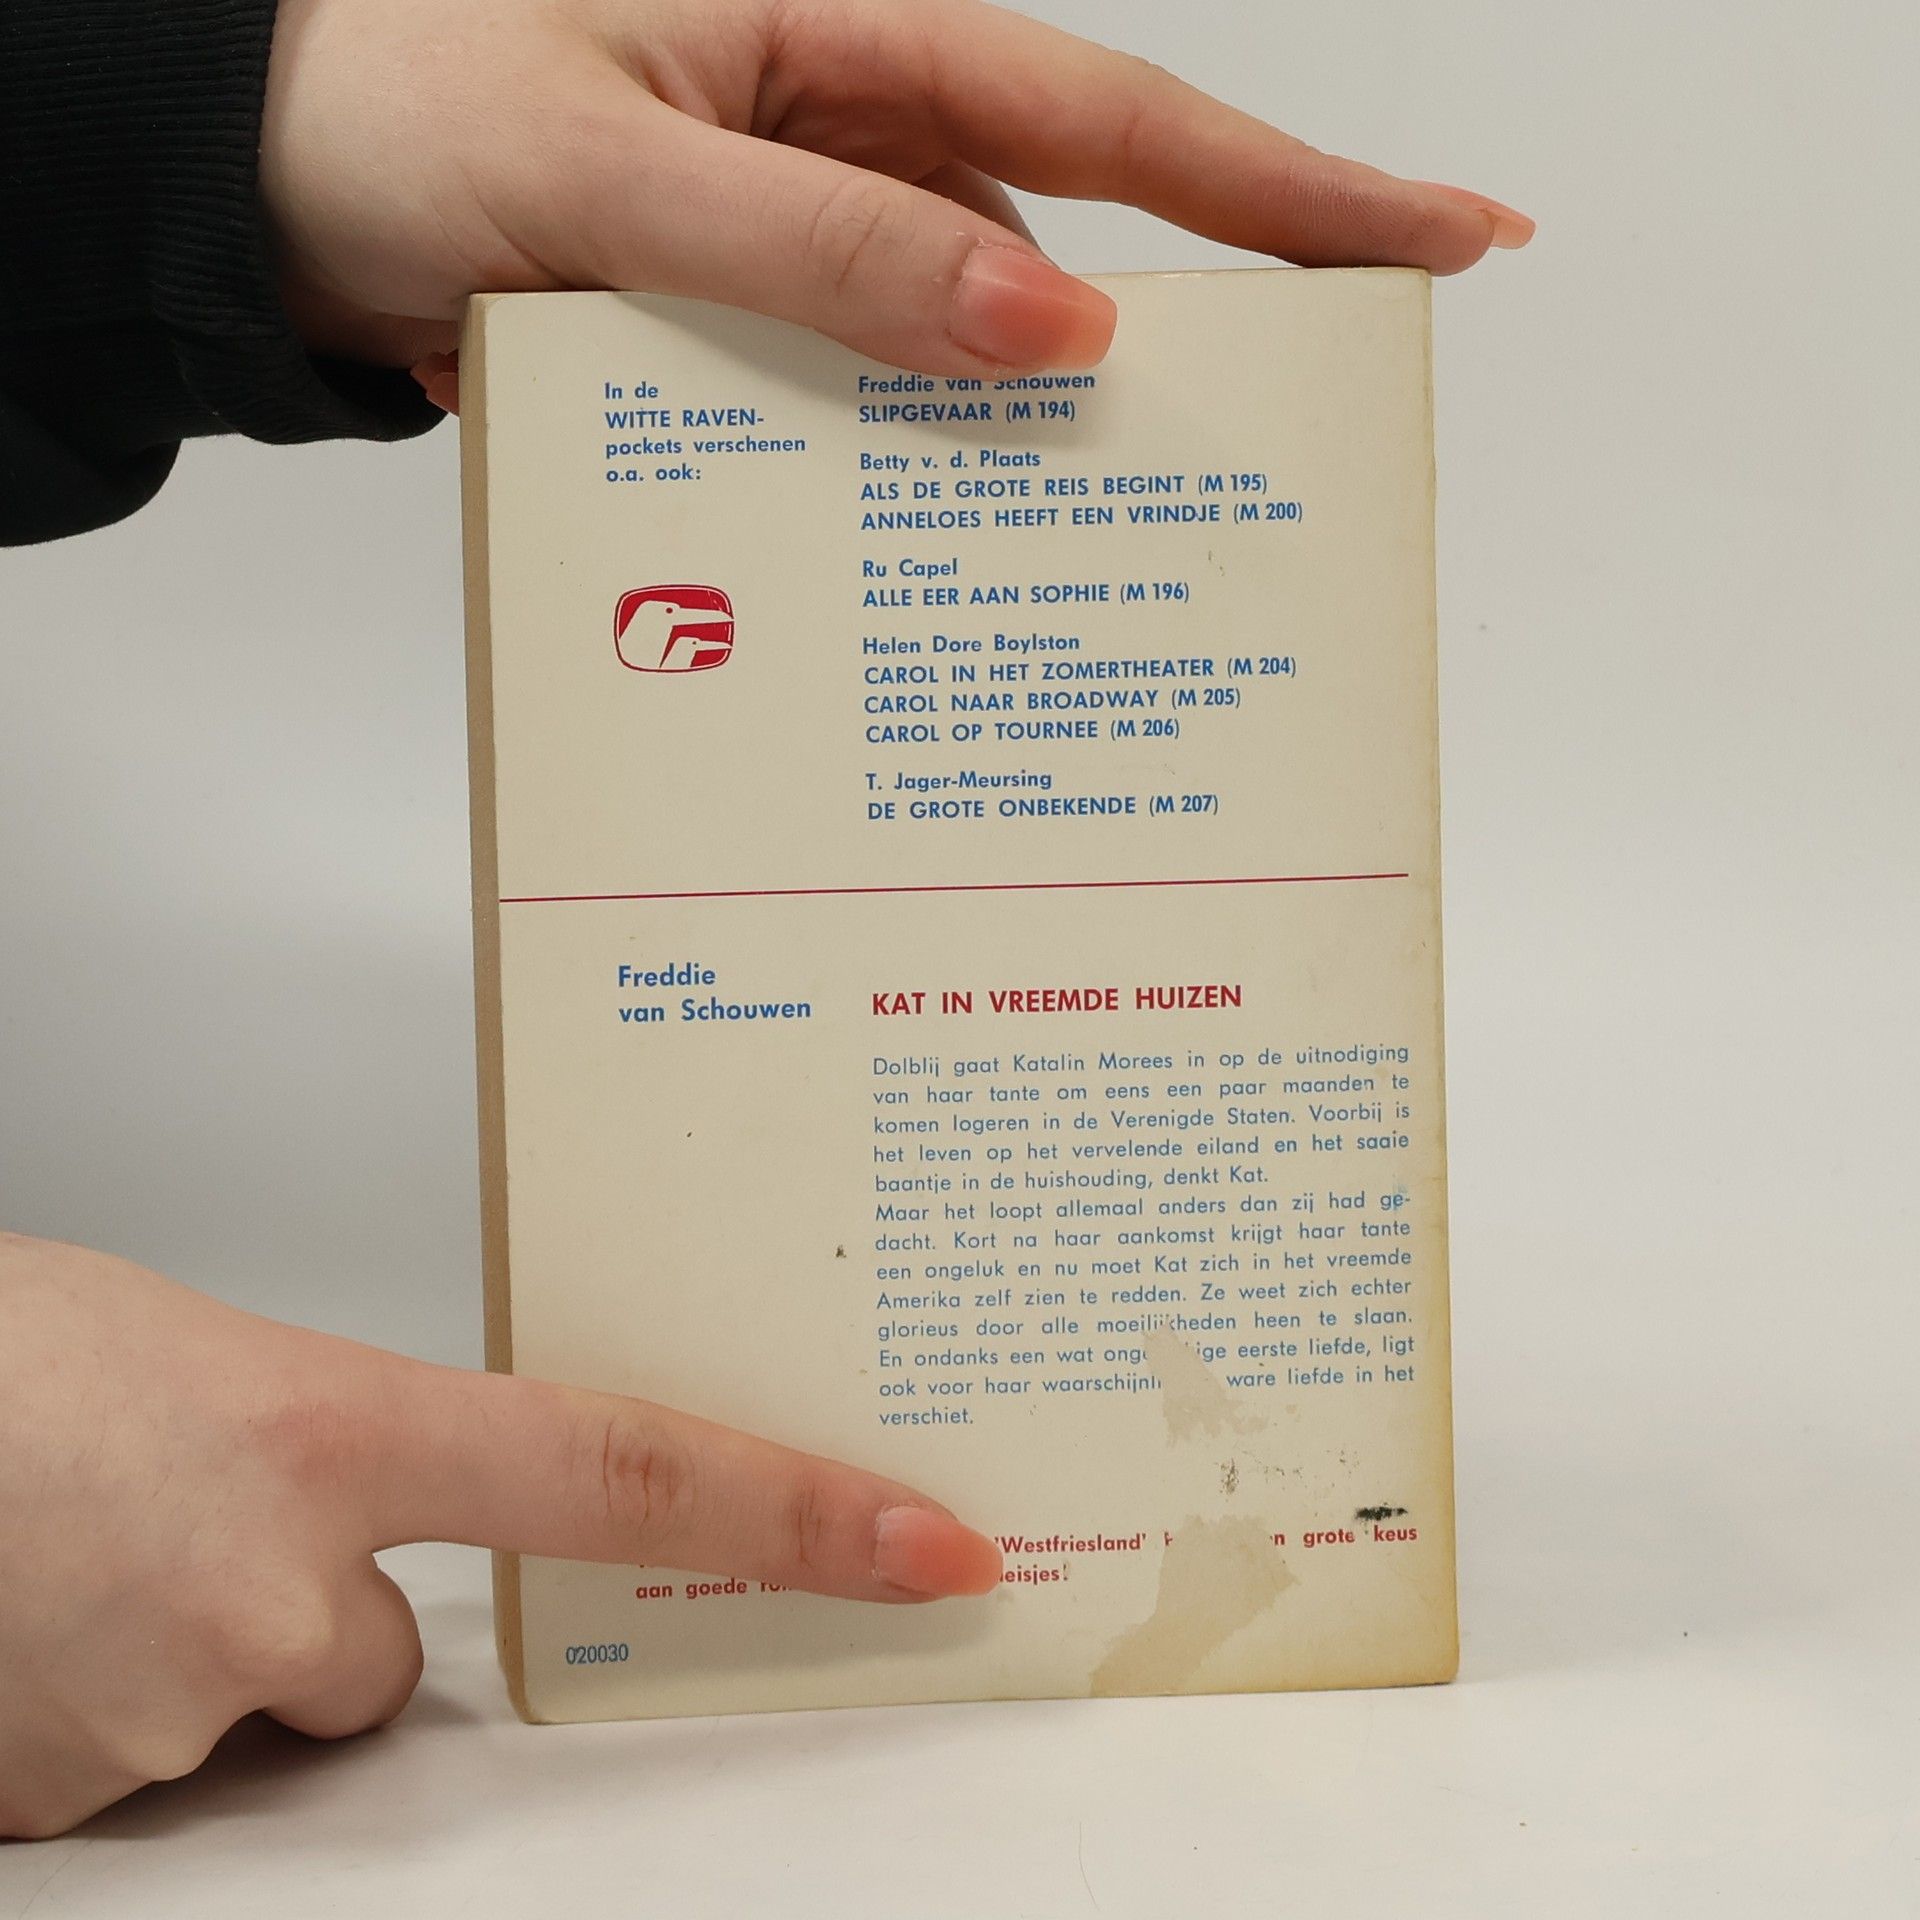 In de
WITTE RAVEN-
pockets verschenen
o.a. ook:
Freddie van Schouwen
SLIPGEVAAR (M 194)
Betty v. d. Plaats
ALS DE GROTE REIS BEGINT (M 195)
ANNELOES HEEFT EEN VRINDJE (M 200)
Ru Capel
ALLE EER AAN SOPHIE (M 196)
Helen Dore Boylston
CAROL IN HET ZOMERTHEATER (M 204)
CAROL NAAR BROADWAY (M 205)
CAROL OP TOURNEE (M 206)
T. Jager-Meursing
DE GROTE ONBEKENDE (M 207)
Freddie
van Schouwen
KAT IN VREEMDE HUIZEN
Dolblij gaat Katalin Morees in op de uitnodiging
van haar tante om eens een paar maanden te
komen logeren in de Verenigde Staten. Voorbij is
het leven op het vervelende eiland en het saaie
baantje in de huishouding, denkt Kat.
Maar het loopt allemaal anders dan zij had ge-
dacht. Kort na haar aankomst krijgt haar tante
een ongeluk en nu moet Kat zich in het vreemde
Amerika zelf zien te redden. Ze weet zich echter
glorieus door alle moeilijkheden heen te slaan.
En ondanks een wat eerste liefde, ligt
ook voor haar ware liefde in het
verschiet.
'Westfriesland' grote keus
aan goede
020030